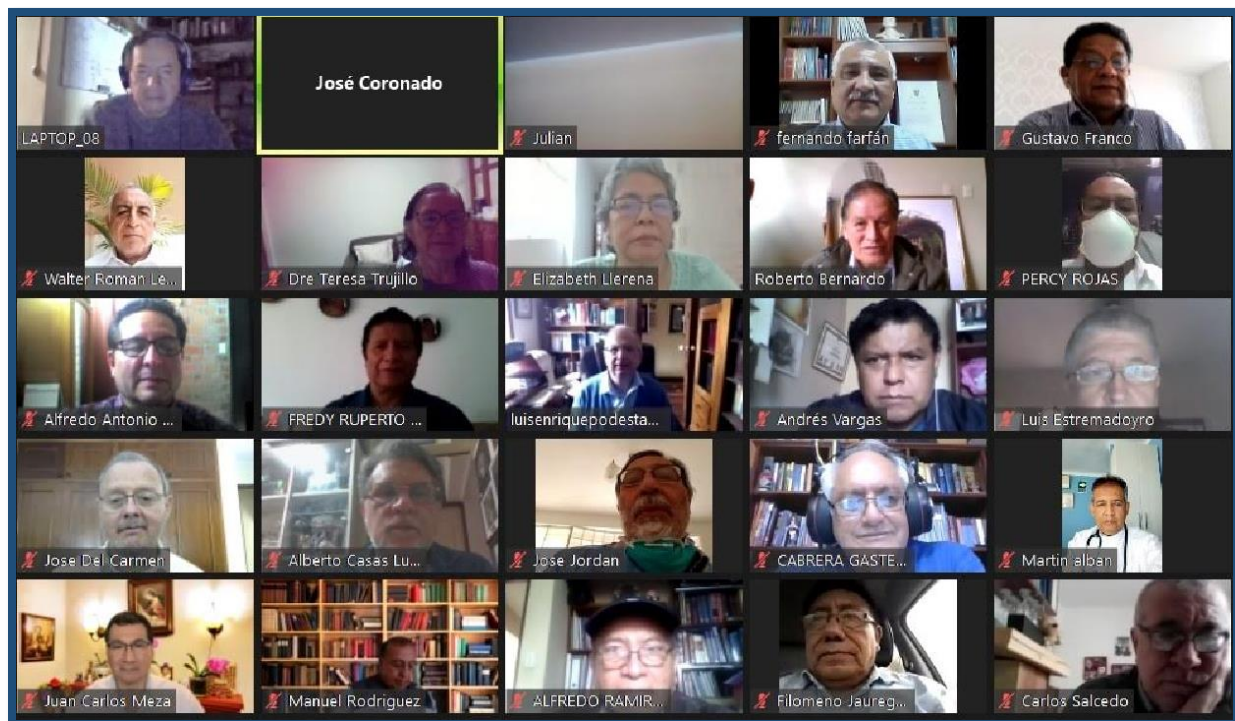 LAPTOP_08
José Coronado
Julian
fernando farfán
Gustavo Franco
Walter Roman Le...
Dre Teresa Trujillo
Elizabeth Llerena
Roberto Bernardo
PERCY ROJAS
Alfredo Antonio ...
FREDY RUPERTO ...
luisenriquepodesta...
Andrés Vargas
Luis Estremadoyro
Jose Del Carmen
Alberto Casas Lu...
Jose Jordan
CABRERA GASTE...
Martin alban
Juan Carlos Meza
Manuel Rodriguez
ALFREDO RAMIR...
Filomeno Jaureg...
Carlos Salcedo